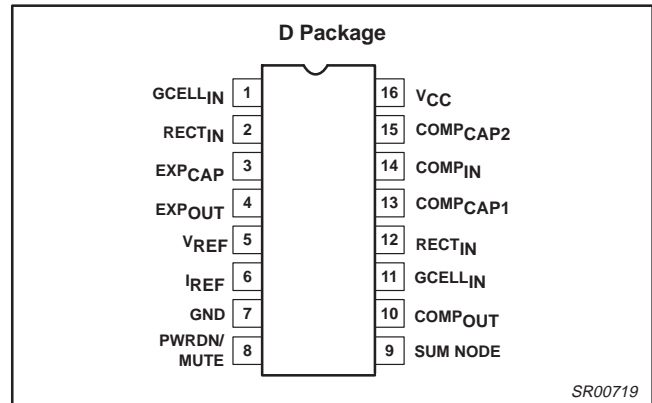 D Package
GCELLIN 1
RECTIN 2
EXPCAP 3
EXPOUT 4
VREF 5
IREF 6
GND 7
PWRDN/
MUTE 8
16 VCC
15 COMPCAP2
14 COMPIN
13 COMPCAP1
12 RECTIN
11 GCELLIN
10 COMPOUT
9 SUM NODE
SR00719